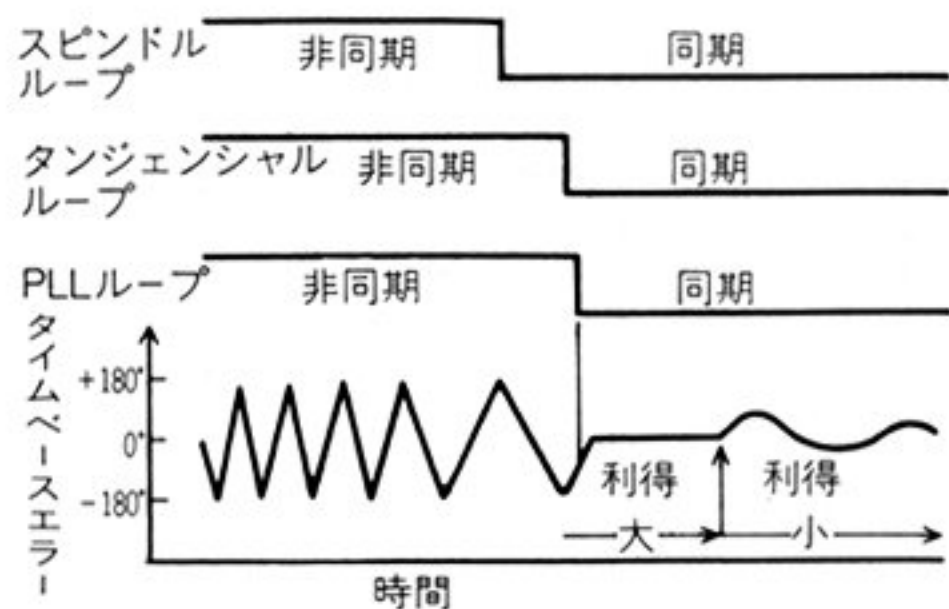 スピンドル
ループ
非同期
同期
タンジェンシャル
ループ
非同期
同期
PLLループ
非同期
同期
タイムベースエラー
+180°
0°
-180°
利得
大
利得
小
時間